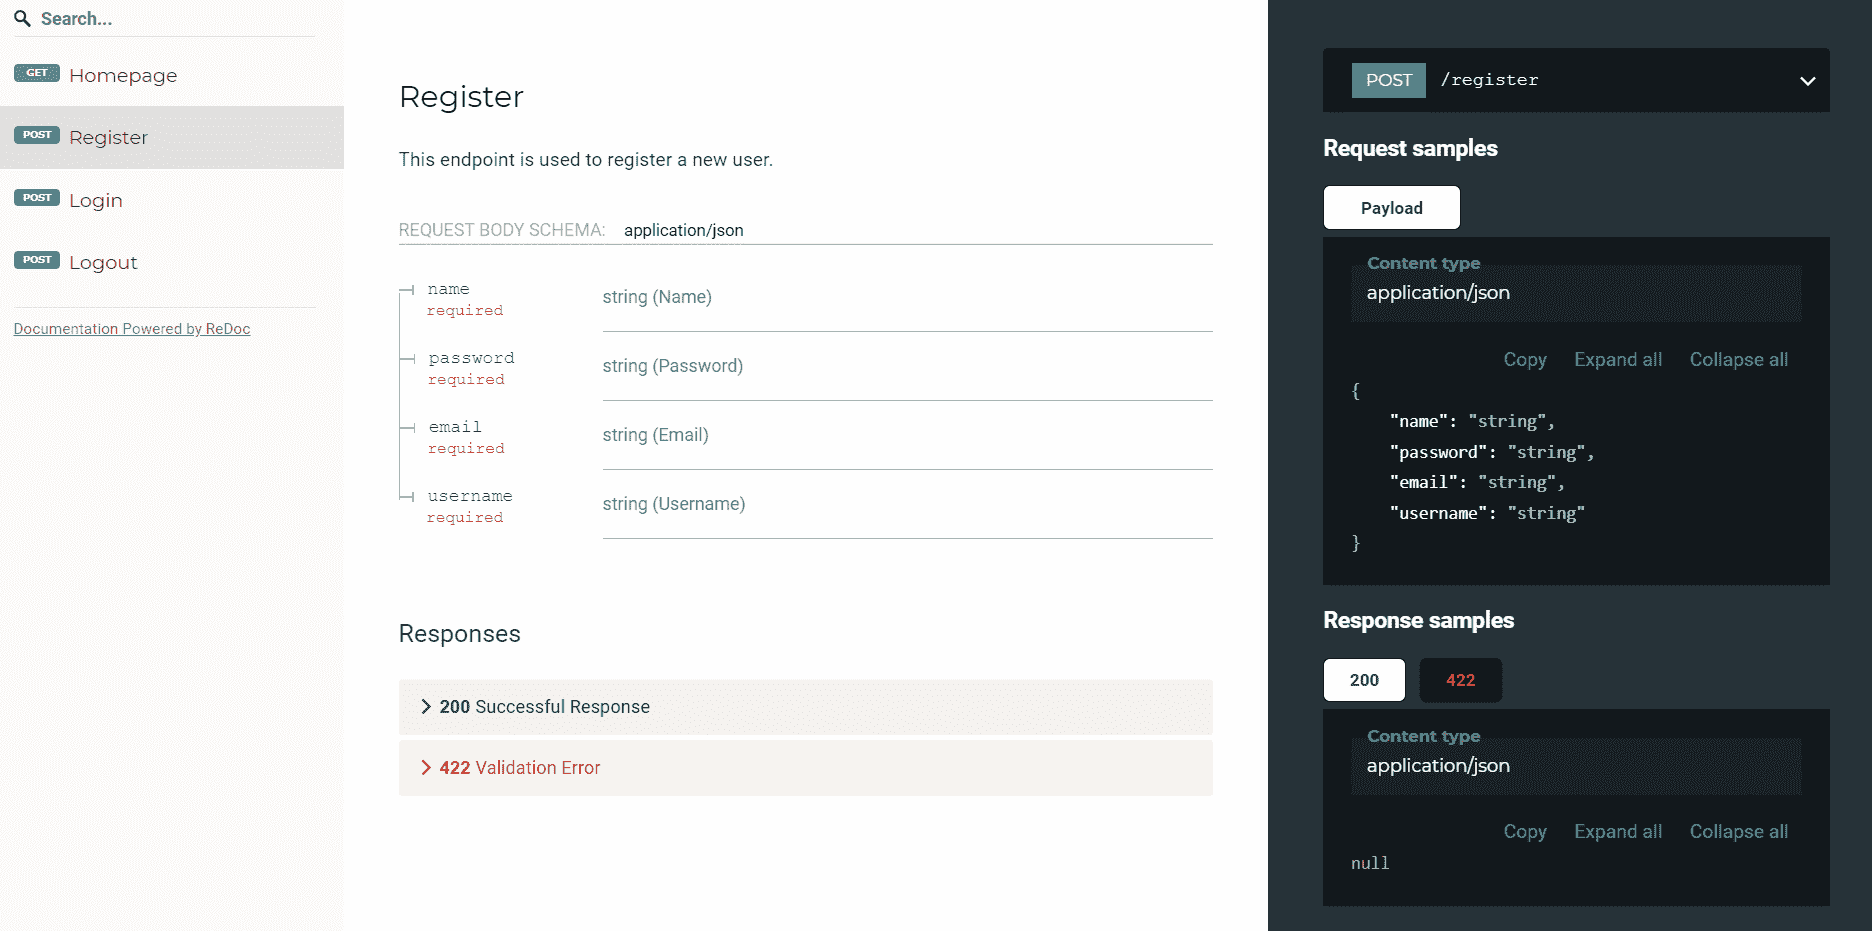 Search...
GET Homepage
POST Register
POST Login
POST Logout
Documentation Powered by ReDoc
Register
This endpoint is used to register a new user.
REQUEST BODY SCHEMA: application/json
name
required
string (Name)
password
required
string (Password)
email
required
string (Email)
username
required
string (Username)
Responses
200 Successful Response
422 Validation Error
POST /register
Request samples
Payload
Content type
application/json
Copy Expand all Collapse all
{
"name": "string",
"password": "string",
"email": "string",
"username": "string"
}
Response samples
200 422
Content type
application/json
Copy Expand all Collapse all
null